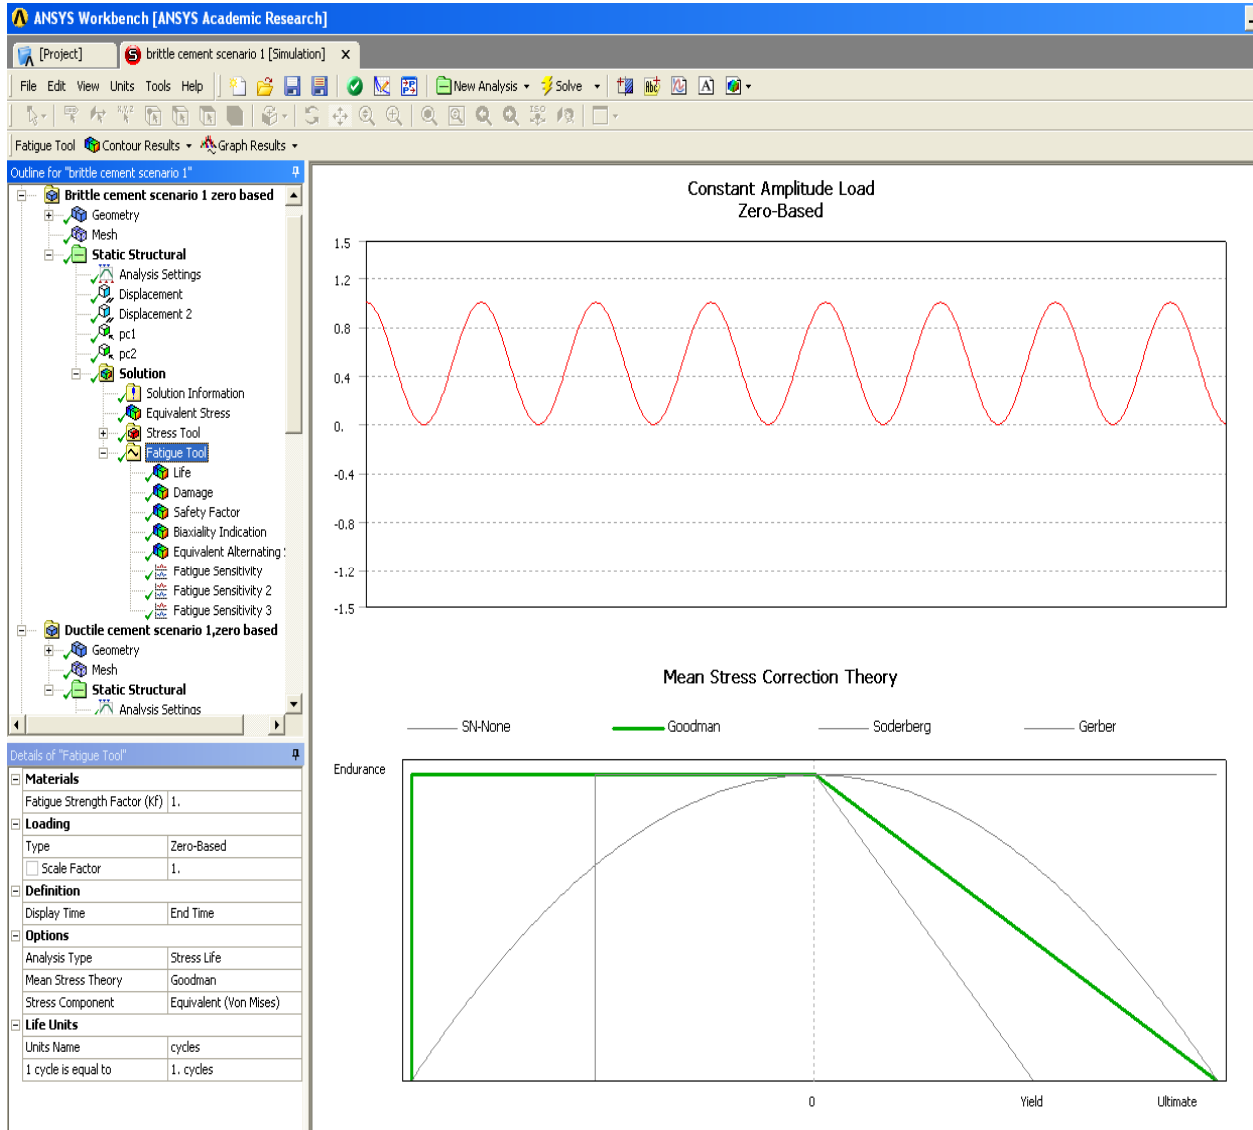 ANSYS Workbench [ANSYS Academic Research]
[Project]
brittle cement scenario 1 [Simulation] x
File Edit View Units Tools Help New Analysis Solve
Fatigue Tool Contour Results Graph Results
Outline for "brittle cement scenario 1"
Brittle cement scenario 1 zero based
Geometry
Mesh
Static Structural
Analysis Settings
Displacement
Displacement 2
pc1
pc2
Solution
Solution Information
Equivalent Stress
Stress Tool
Fatigue Tool
Life
Damage
Safety Factor
Biaxiality Indication
Equivalent Alternating
Fatigue Sensitivity
Fatigue Sensitivity 2
Fatigue Sensitivity 3
Ductile cement scenario 1,zero based
Geometry
Mesh
Static Structural
Analysis Settings
Details of "Fatigue Tool"
Materials
Fatigue Strength Factor (Kf) 1.
Loading
Type Zero-Based
Scale Factor 1.
Definition
Display Time End Time
Options
Analysis Type Stress Life
Mean Stress Theory Goodman
Stress Component Equivalent (Von Mises)
Life Units
Units Name cycles
1 cycle is equal to 1. cycles
Constant Amplitude Load
Zero-Based
1.5
1.2
0.8
0.4
0.
-0.4
-0.8
-1.2
-1.5
Mean Stress Correction Theory
SN-None Goodman Soderberg Gerber
Endurance
0 Yield Ultimate